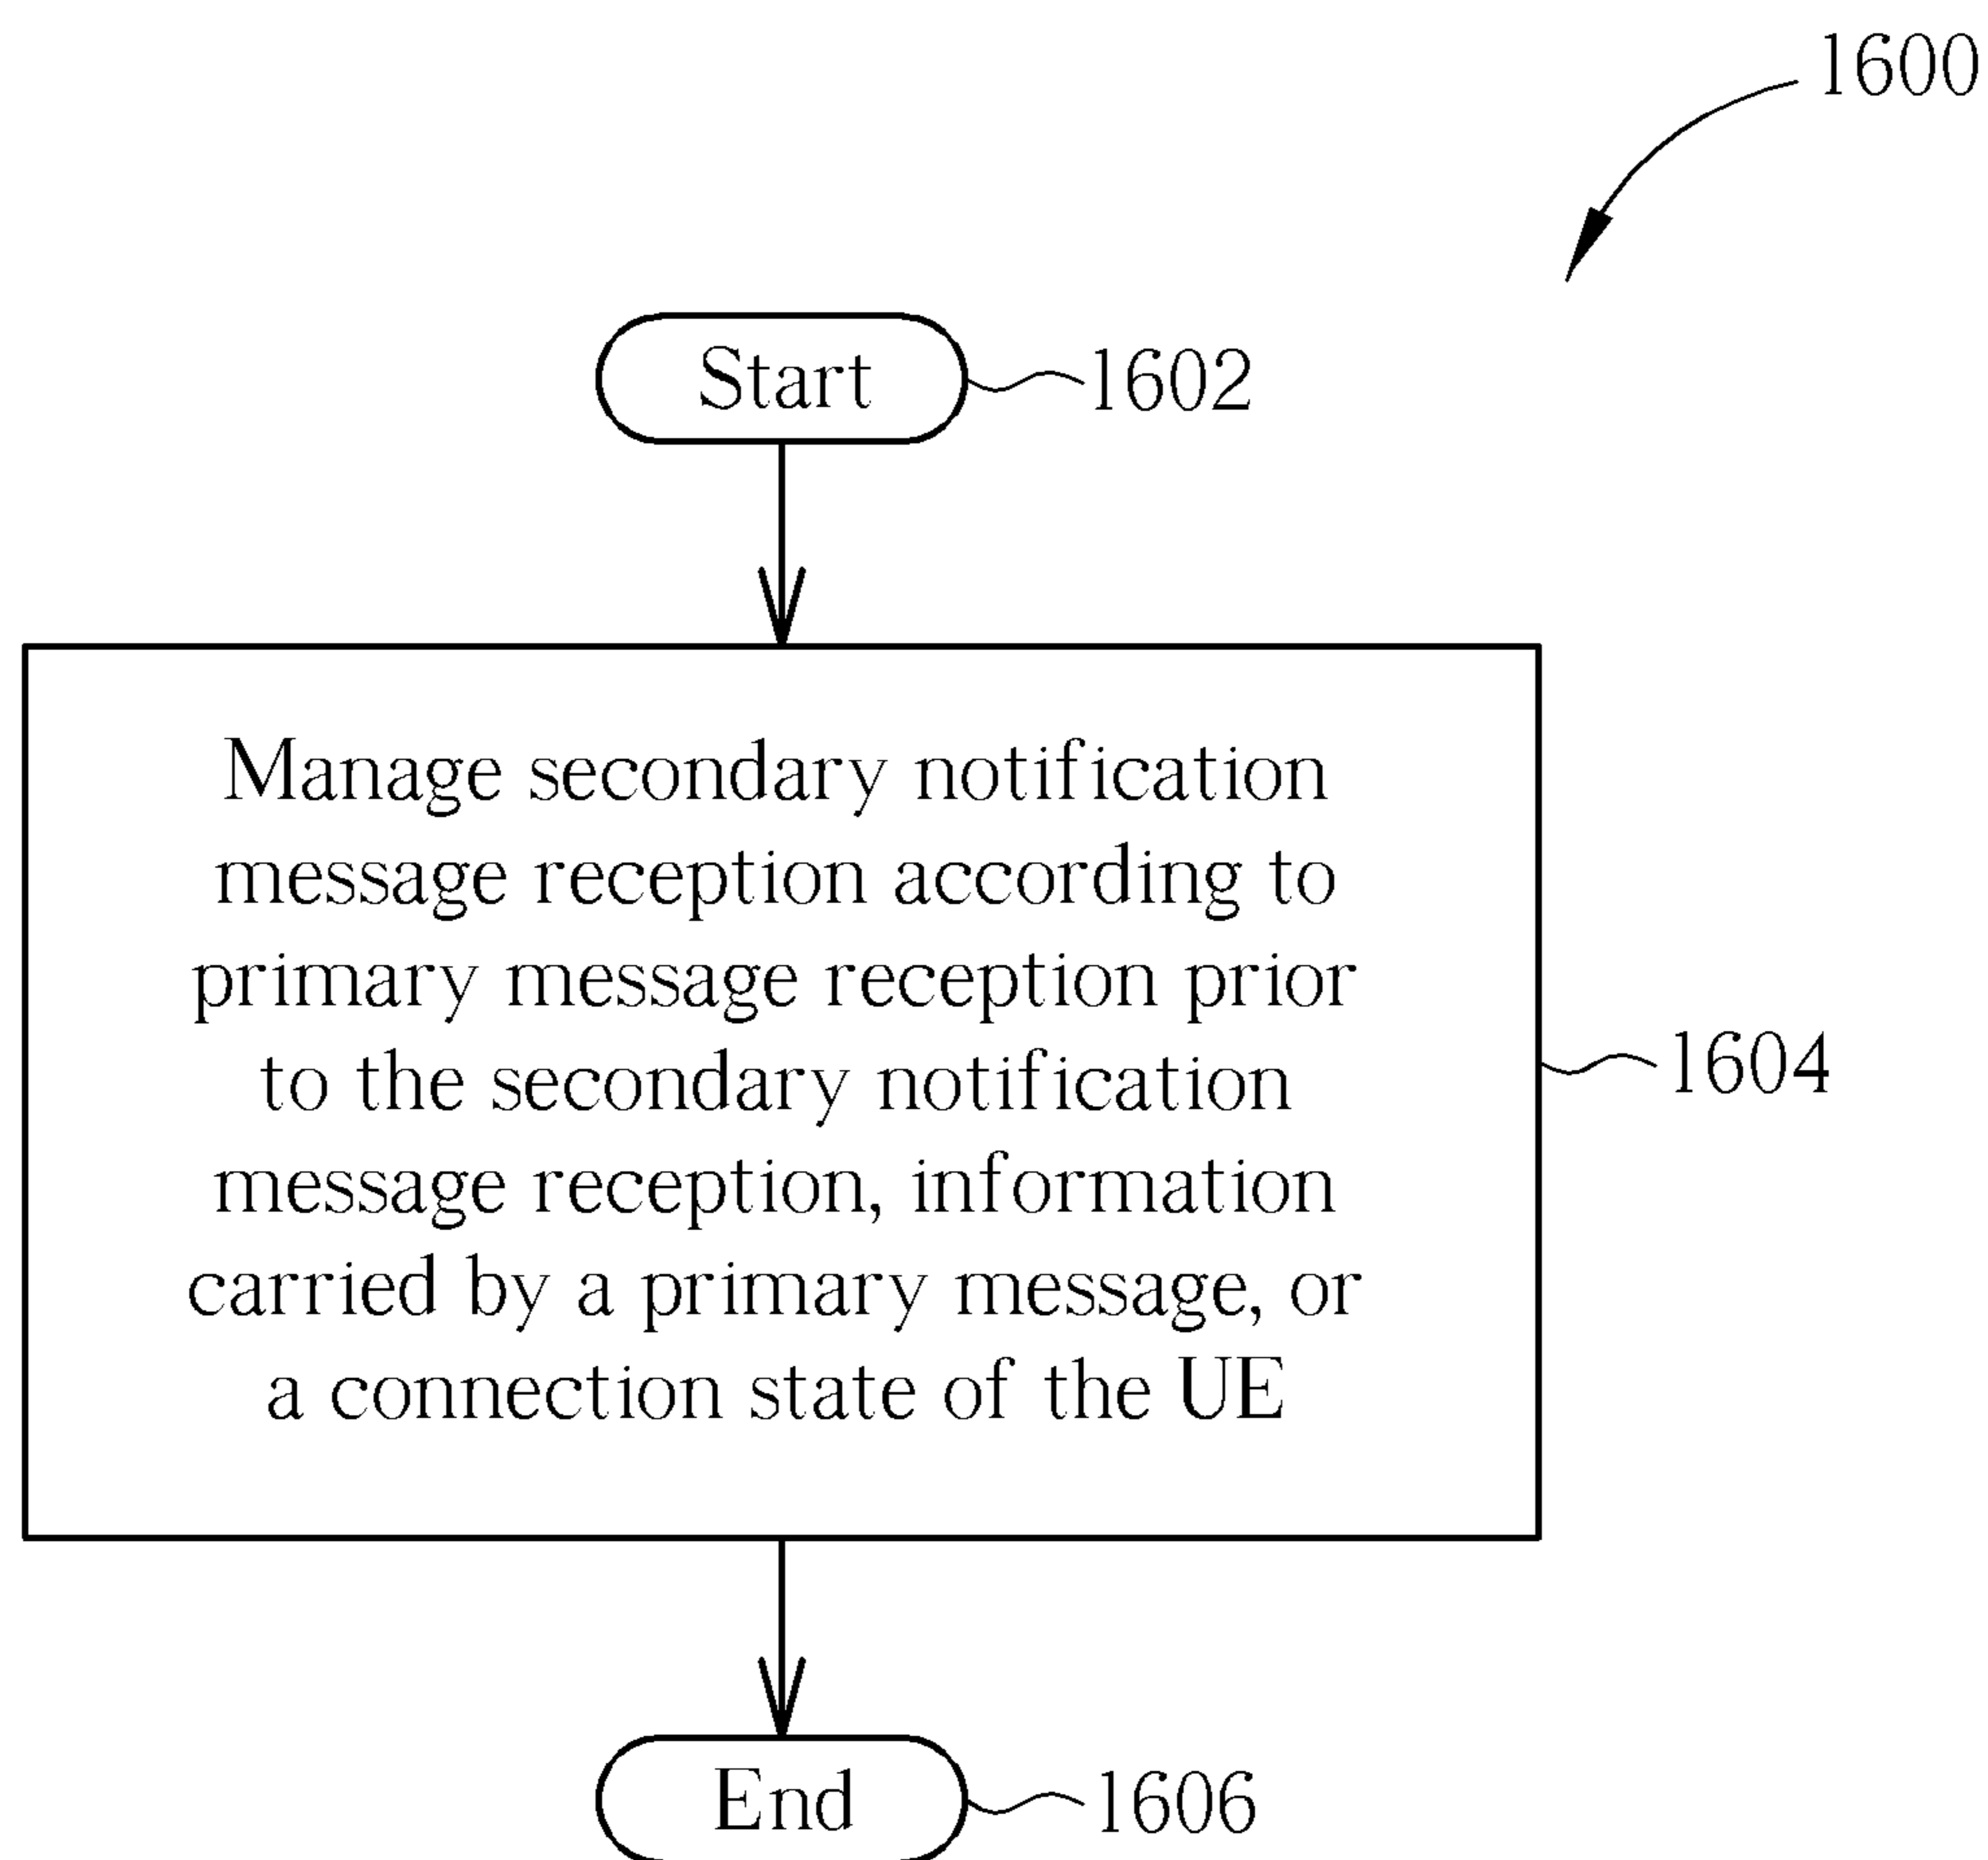 1600
Start
1602
Manage secondary notification
message reception according to
primary message reception prior
to the secondary notification
message reception, information
carried by a primary message, or
a connection state of the UE
1604
End
1606